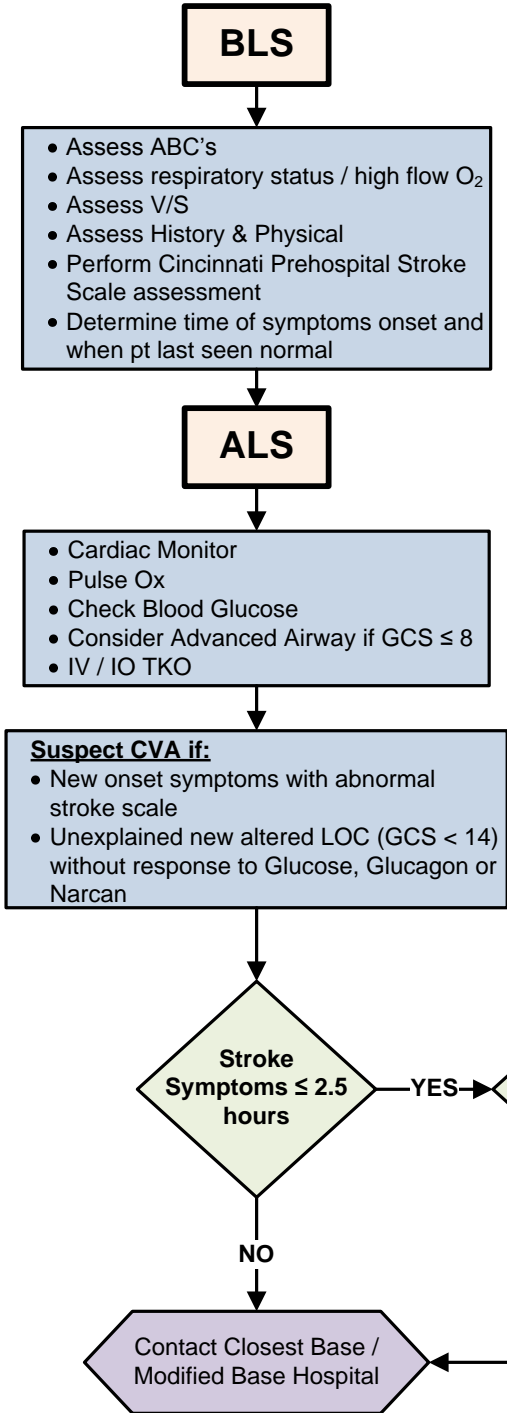 BLS
• Assess ABC's
• Assess respiratory status / high flow O₂
• Assess V/S
• Assess History & Physical
• Perform Cincinnati Prehospital Stroke
Scale assessment
• Determine time of symptoms onset and
when pt last seen normal
ALS
• Cardiac Monitor
• Pulse Ox
• Check Blood Glucose
• Consider Advanced Airway if GCS ≤ 8
• IV / IO TKO
Suspect CVA if:
• New onset symptoms with abnormal
stroke scale
• Unexplained new altered LOC (GCS < 14)
without response to Glucose, Glucagon or
Narcan
Stroke
Symptoms ≤ 2.5
hours
YES
NO
Contact Closest Base /
Modified Base Hospital